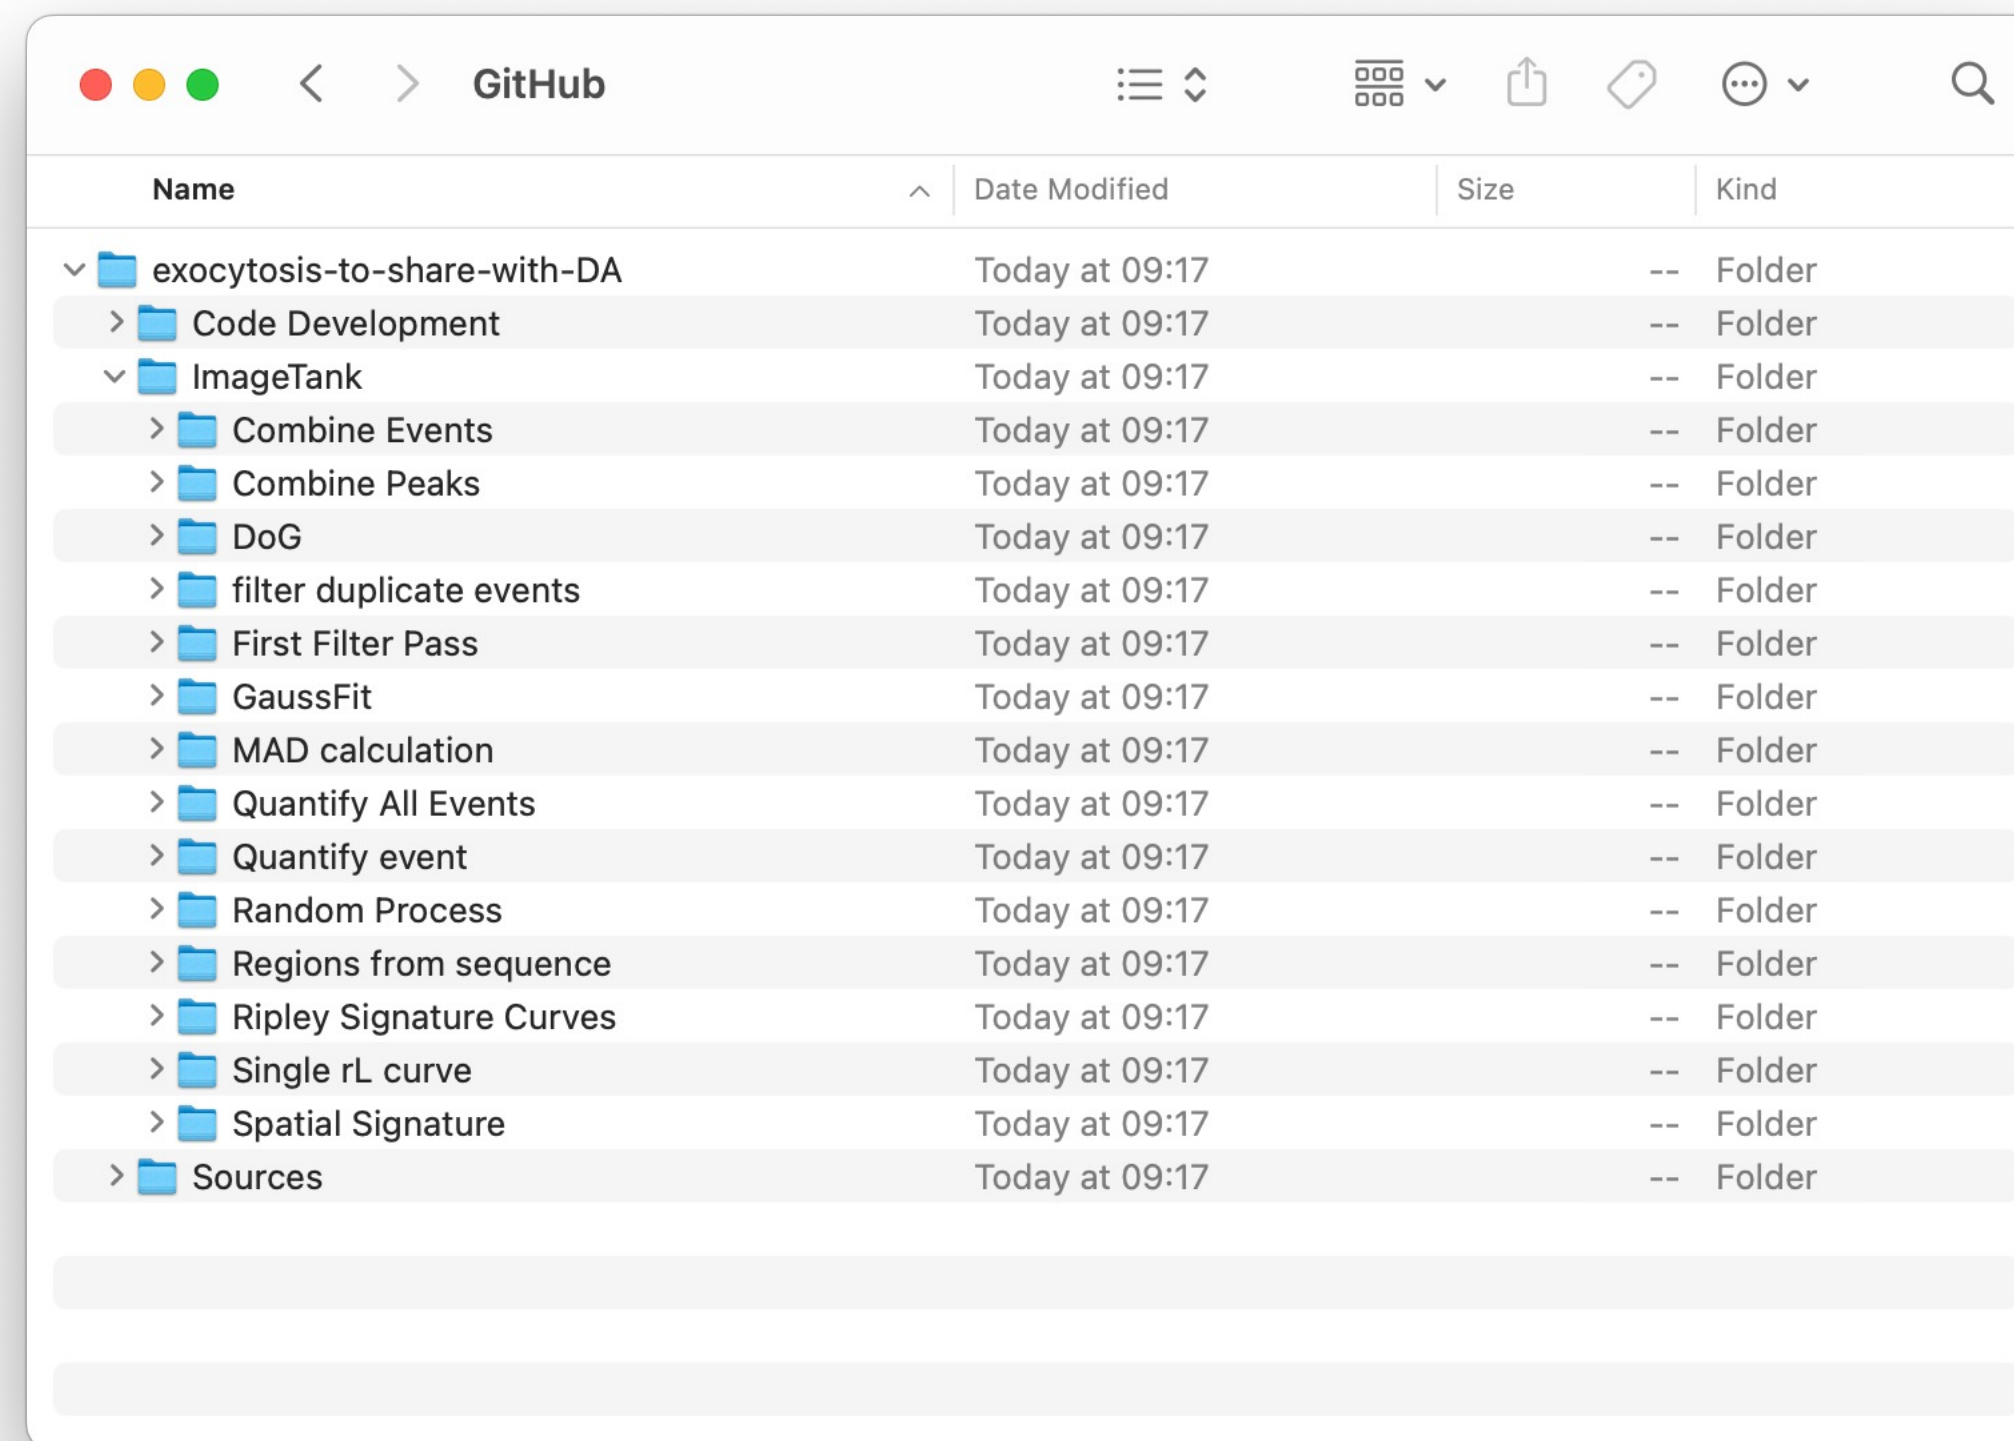 GitHub
Name Date Modified Size Kind
exocytosis-to-share-with-DA Today at 09:17 -- Folder
Code Development Today at 09:17 -- Folder
ImageTank Today at 09:17 -- Folder
Combine Events Today at 09:17 -- Folder
Combine Peaks Today at 09:17 -- Folder
DoG Today at 09:17 -- Folder
filter duplicate events Today at 09:17 -- Folder
First Filter Pass Today at 09:17 -- Folder
GaussFit Today at 09:17 -- Folder
MAD calculation Today at 09:17 -- Folder
Quantify All Events Today at 09:17 -- Folder
Quantify event Today at 09:17 -- Folder
Random Process Today at 09:17 -- Folder
Regions from sequence Today at 09:17 -- Folder
Ripley Signature Curves Today at 09:17 -- Folder
Single rL curve Today at 09:17 -- Folder
Spatial Signature Today at 09:17 -- Folder
Sources Today at 09:17 -- Folder